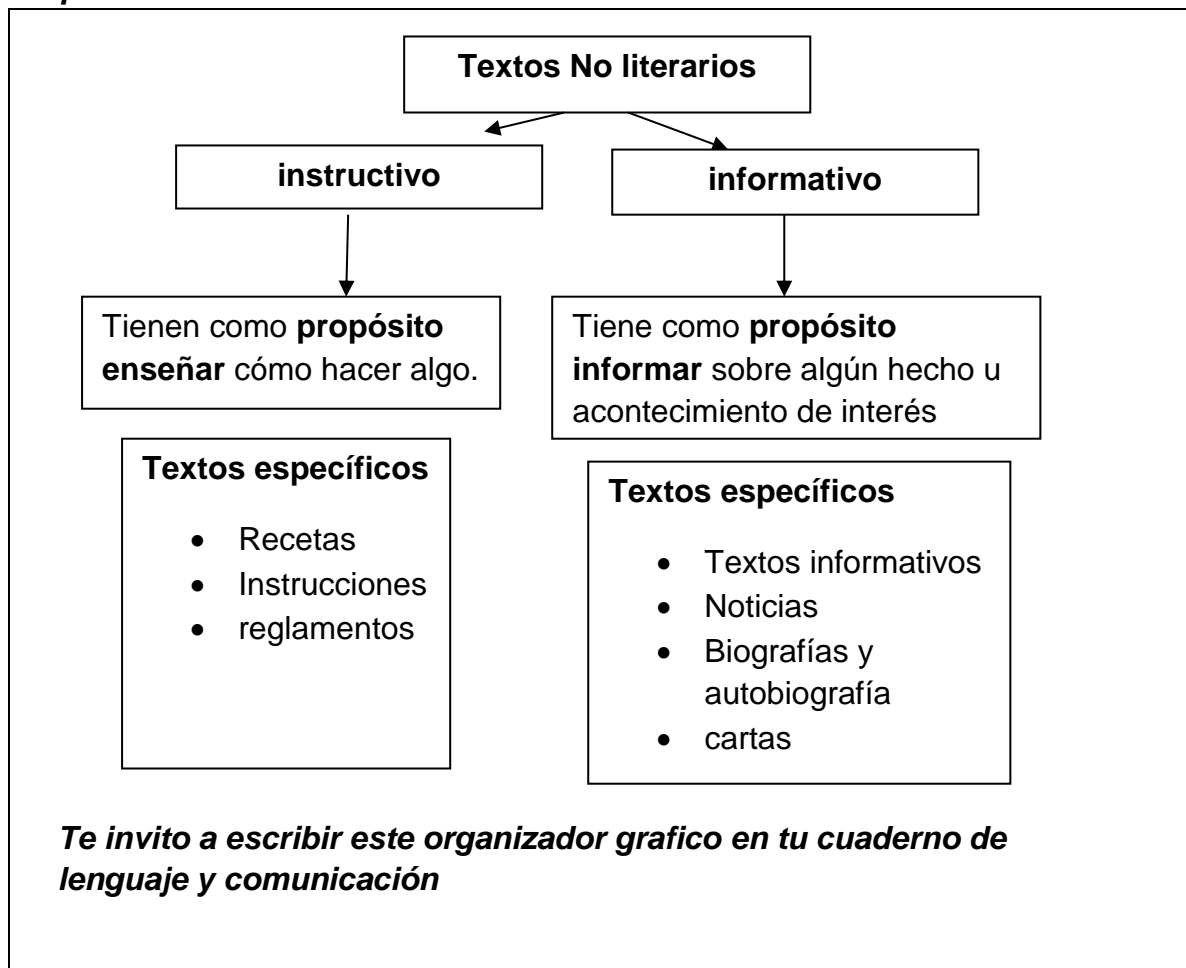 Textos No literarios
instructivo
informativo
Tienen como propósito
enseñar cómo hacer algo.
Tiene como propósito
informar sobre algún hecho u
acontecimiento de interés
Textos específicos
• Recetas
• Instrucciones
• reglamentos
Textos específicos
• Textos informativos
• Noticias
• Biografías y
autobiografía
• cartas
Te invito a escribir este organizador grafico en tu cuaderno de
lenguaje y comunicación